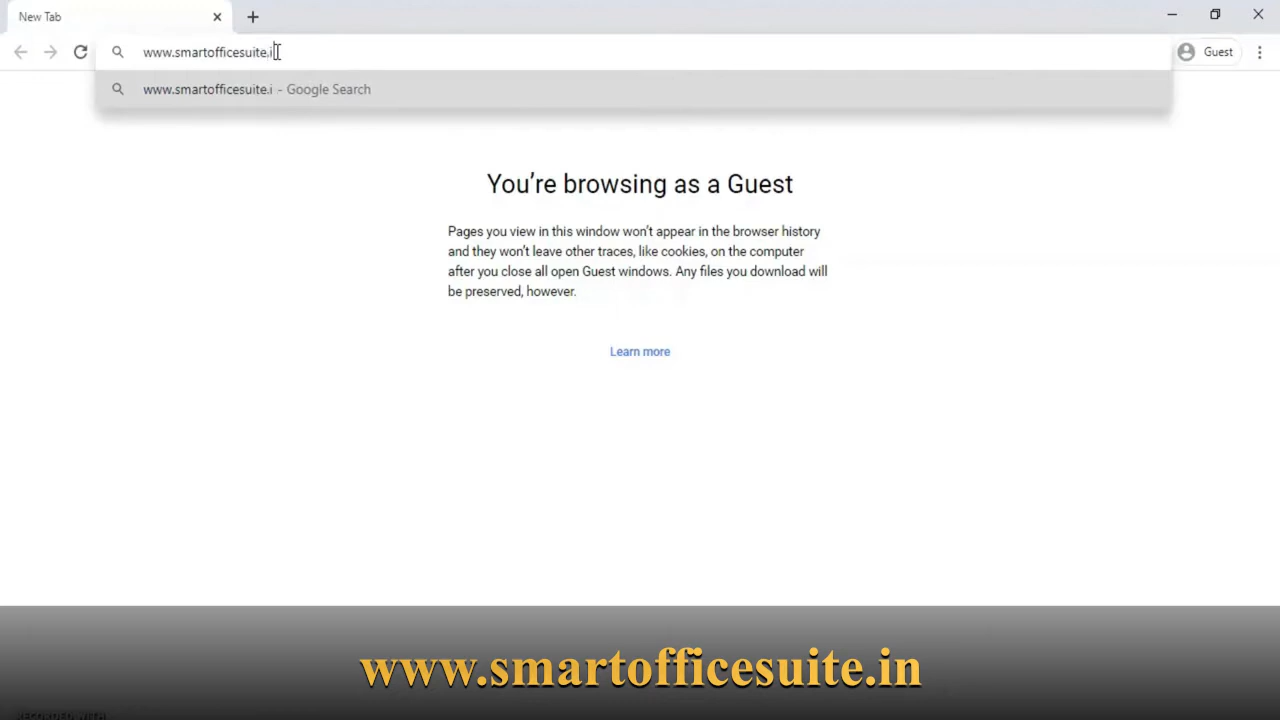 New Tab
www.smartofficesuite.i
Guest
www.smartofficesuite.i - Google Search
You're browsing as a Guest
Pages you view in this window won't appear in the browser history
and they won't leave other traces, like cookies, on the computer
after you close all open Guest windows. Any files you download will
be preserved, however.
Learn more
www.smartofficesuite.in
RECORDED WITH